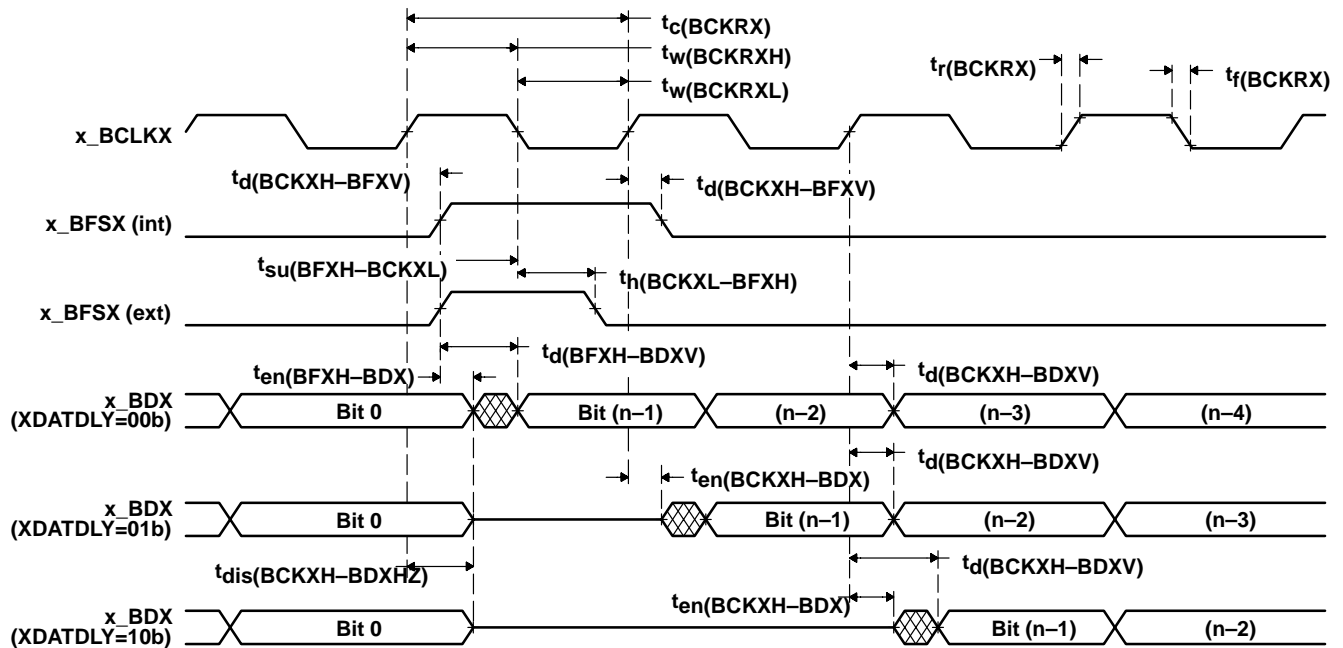 tc(BCKRX)
tw(BCKRXH)
tr(BCKRX)
tf(BCKRX)
tw(BCKRXL)
x_BCLKX
td(BCKXH–BFXV)
td(BCKXH–BFXV)
x_BFSX (int)
tsu(BFXH–BCKXL)
th(BCKXL–BFXH)
x_BFSX (ext)
td(BFXH–BDXV)
ten(BFXH–BDX)
td(BCKXH–BDXV)
x_BDX
(XDATDLY=00b)
Bit 0
Bit (n–1)
(n–2)
(n–3)
(n–4)
td(BCKXH–BDXV)
ten(BCKXH–BDX)
x_BDX
(XDATDLY=01b)
Bit 0
Bit (n–1)
(n–2)
(n–3)
tdis(BCKXH–BDXHZ)
td(BCKXH–BDXV)
ten(BCKXH–BDX)
x_BDX
(XDATDLY=10b)
Bit 0
Bit (n–1)
(n–2)